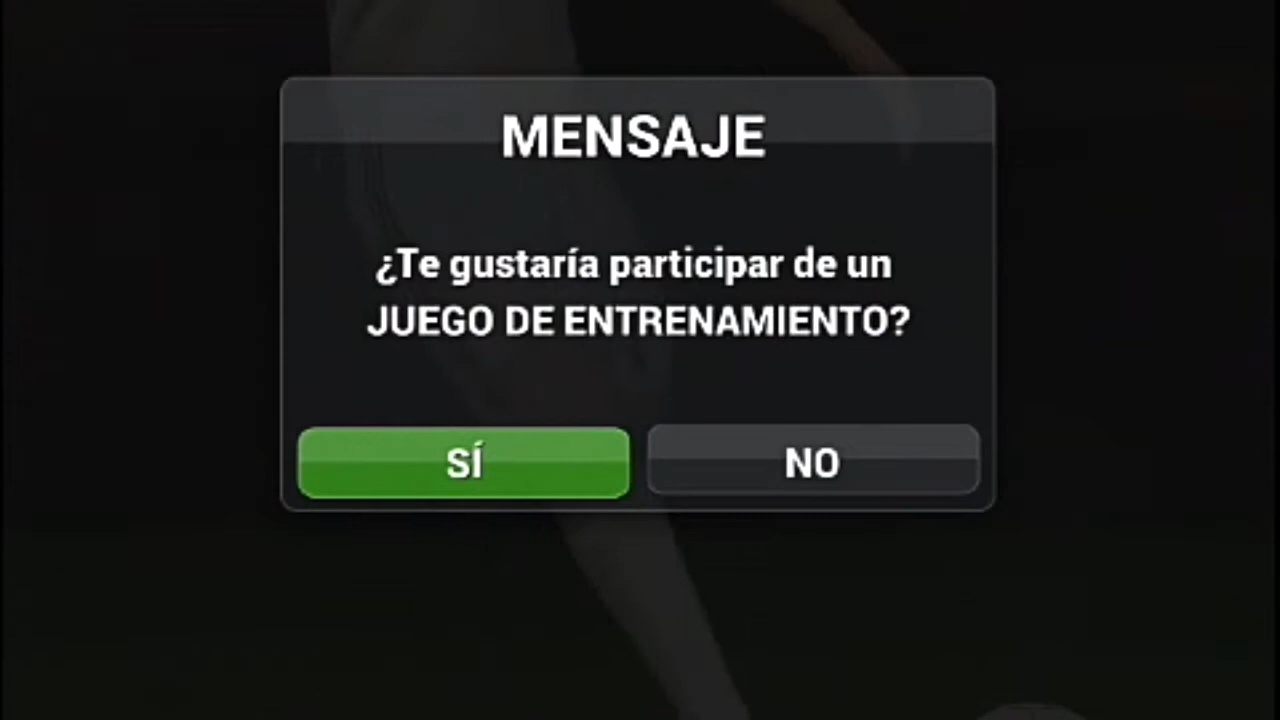 MENSAJE
¿Te gustaría participar de un
JUEGO DE ENTRENAMIENTO?
SÍ
NO